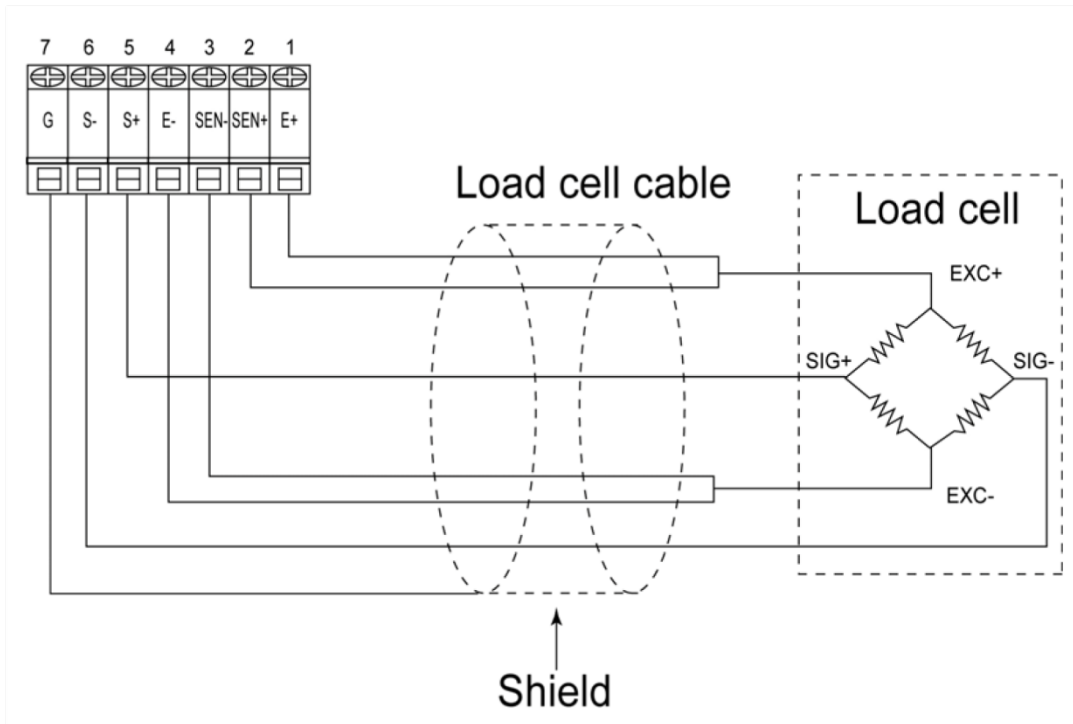 7 6 5 4 3 2 1
G S- S+ E- SEN- SEN+ E+
Load cell cable
Load cell
EXC+
SIG+ SIG-
EXC-
Shield